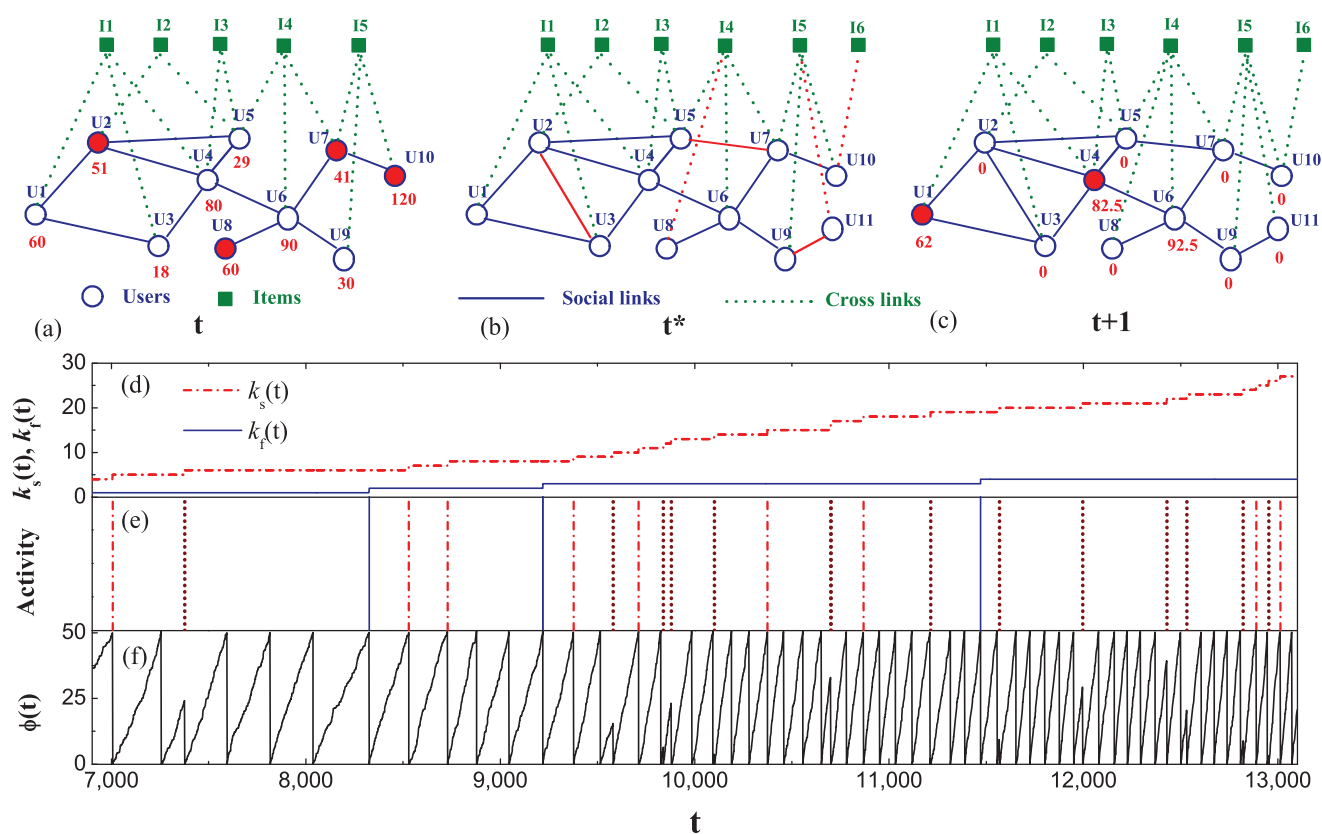 I1 I2 I3 I4 I5
U2 U5 U7 U10
51 29 41 120
U1 U4 U3 U6 U8
60 80 18 90 60 30
Users Items
(a) t
I1 I2 I3 I4 I5 I6
U2 U5 U7 U10
U1 U4 U3 U6 U8 U9 U11
Social links Cross links
(b) t*
I1 I2 I3 I4 I5 I6
U2 U5 U7 U10
0 0 0 0
U1 U4 U3 U6 U8 U9 U11
62 82.5 0 92.5 0 0 0
(c) t+1
(d) kₛ(t) k_f(t)
kₛ(t), k_f(t)
30
20
10
0
(e)
Activity
(f)
ϕ(t)
50
25
0
7,000 8,000 9,000 10,000 11,000 12,000 13,000
t